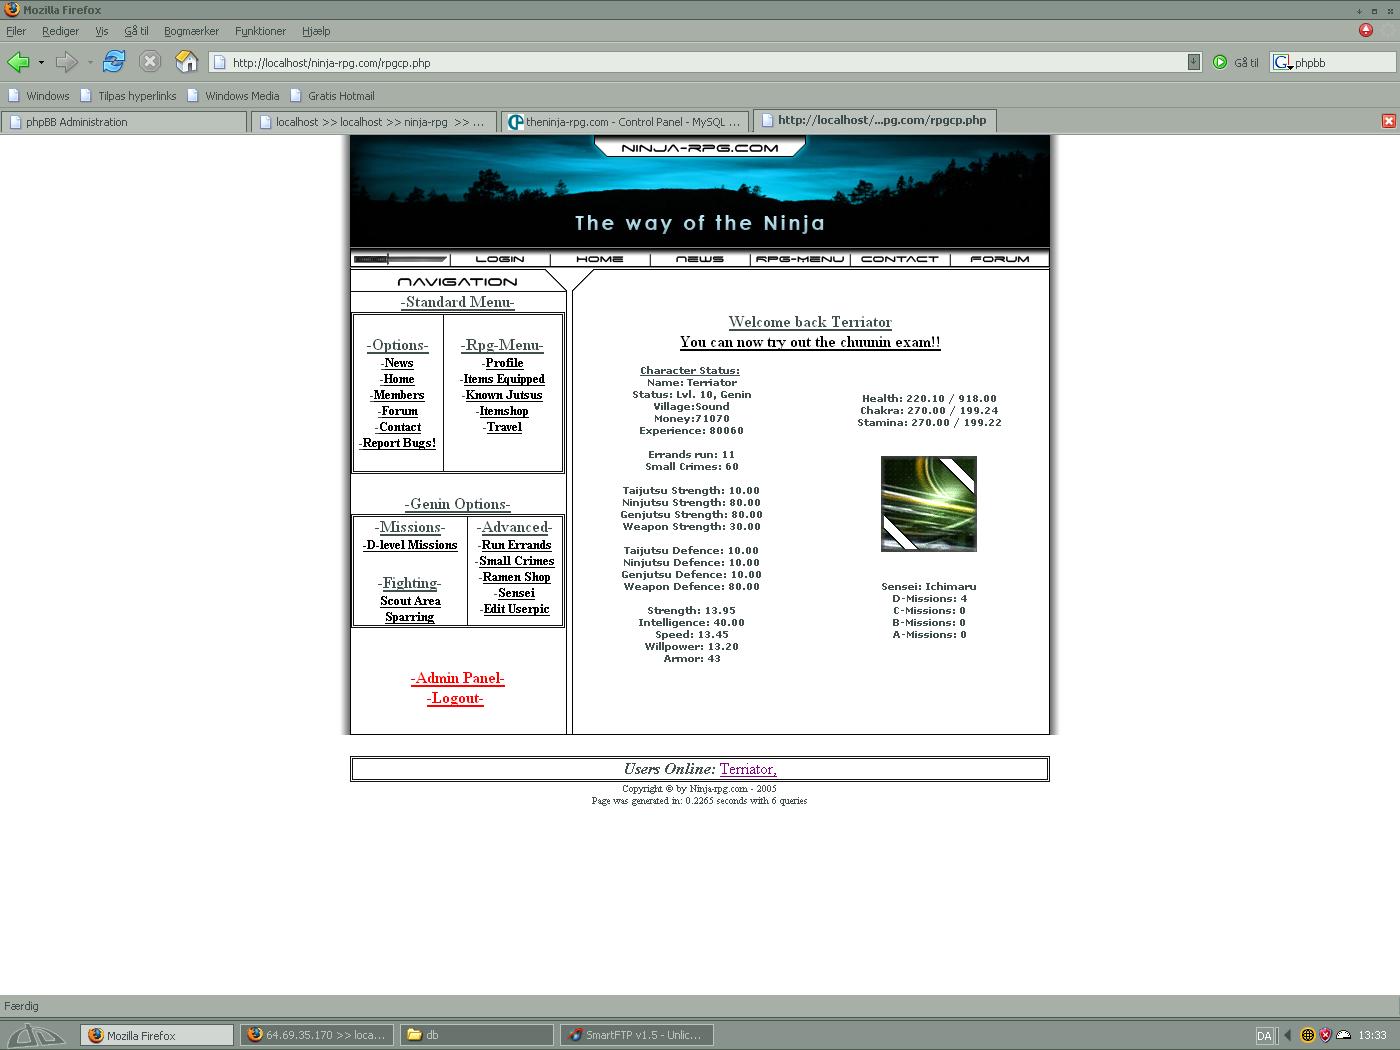 Mozilla Firefox
Filer Rediger Vis Gå til Bogmærker Funktioner Hjælp
http://localhost/ninja-rpg.com/rpgcp.php Gå til phpbb
Windows Tilpas hyperlinks Windows Media Gratis Hotmail
phpBB Administration localhost >> localhost >> ninja-rpg >> ... theninja-rpg.com - Control Panel - MySQL ... http://localhost/...pg.com/rpgcp.php
NINJA-RPG.COM
The way of the Ninja
LOGIN HOME NEWS RPG-MENU CONTACT FORUM
NAVIGATION
-Standard Menu-
-Options-
-News
-Home
-Members
-Forum
-Contact
-Report Bugs!
-Rpg-Menu-
-Profile
-Items Equipped
-Known Jutsus
-Itemshop
-Travel
-Genin Options-
-Missions-
-D-level Missions
-Fighting-
Scout Area
Sparring
-Advanced-
-Run Errands
-Small Crimes
-Ramen Shop
-Sensei
-Edit Userpic
-Admin Panel-
-Logout-
Welcome back Terriator
You can now try out the chuunin exam!!
Character Status:
Name: Terriator
Status: Lvl. 10, Genin
Village:Sound
Money:71070
Experience: 80060
Errands run: 11
Small Crimes: 60
Taijutsu Strength: 10.00
Ninjutsu Strength: 80.00
Genjutsu Strength: 80.00
Weapon Strength: 30.00
Taijutsu Defence: 10.00
Ninjutsu Defence: 10.00
Genjutsu Defence: 10.00
Weapon Defence: 80.00
Strength: 13.95
Intelligence: 40.00
Speed: 13.45
Willpower: 13.20
Armor: 43
Health: 220.10 / 918.00
Chakra: 270.00 / 199.24
Stamina: 270.00 / 199.22
Sensei: Ichimaru
D-Missions: 4
C-Missions: 0
B-Missions: 0
A-Missions: 0
Users Online: Terriator,
Copyright © by Ninja-rpg.com - 2005
Page was generated in: 0.2265 seconds with 6 queries
Færdig
Mozilla Firefox 64.69.35.170 >> loca... db SmartFTP v1.5 - Unlic... DA 13:33